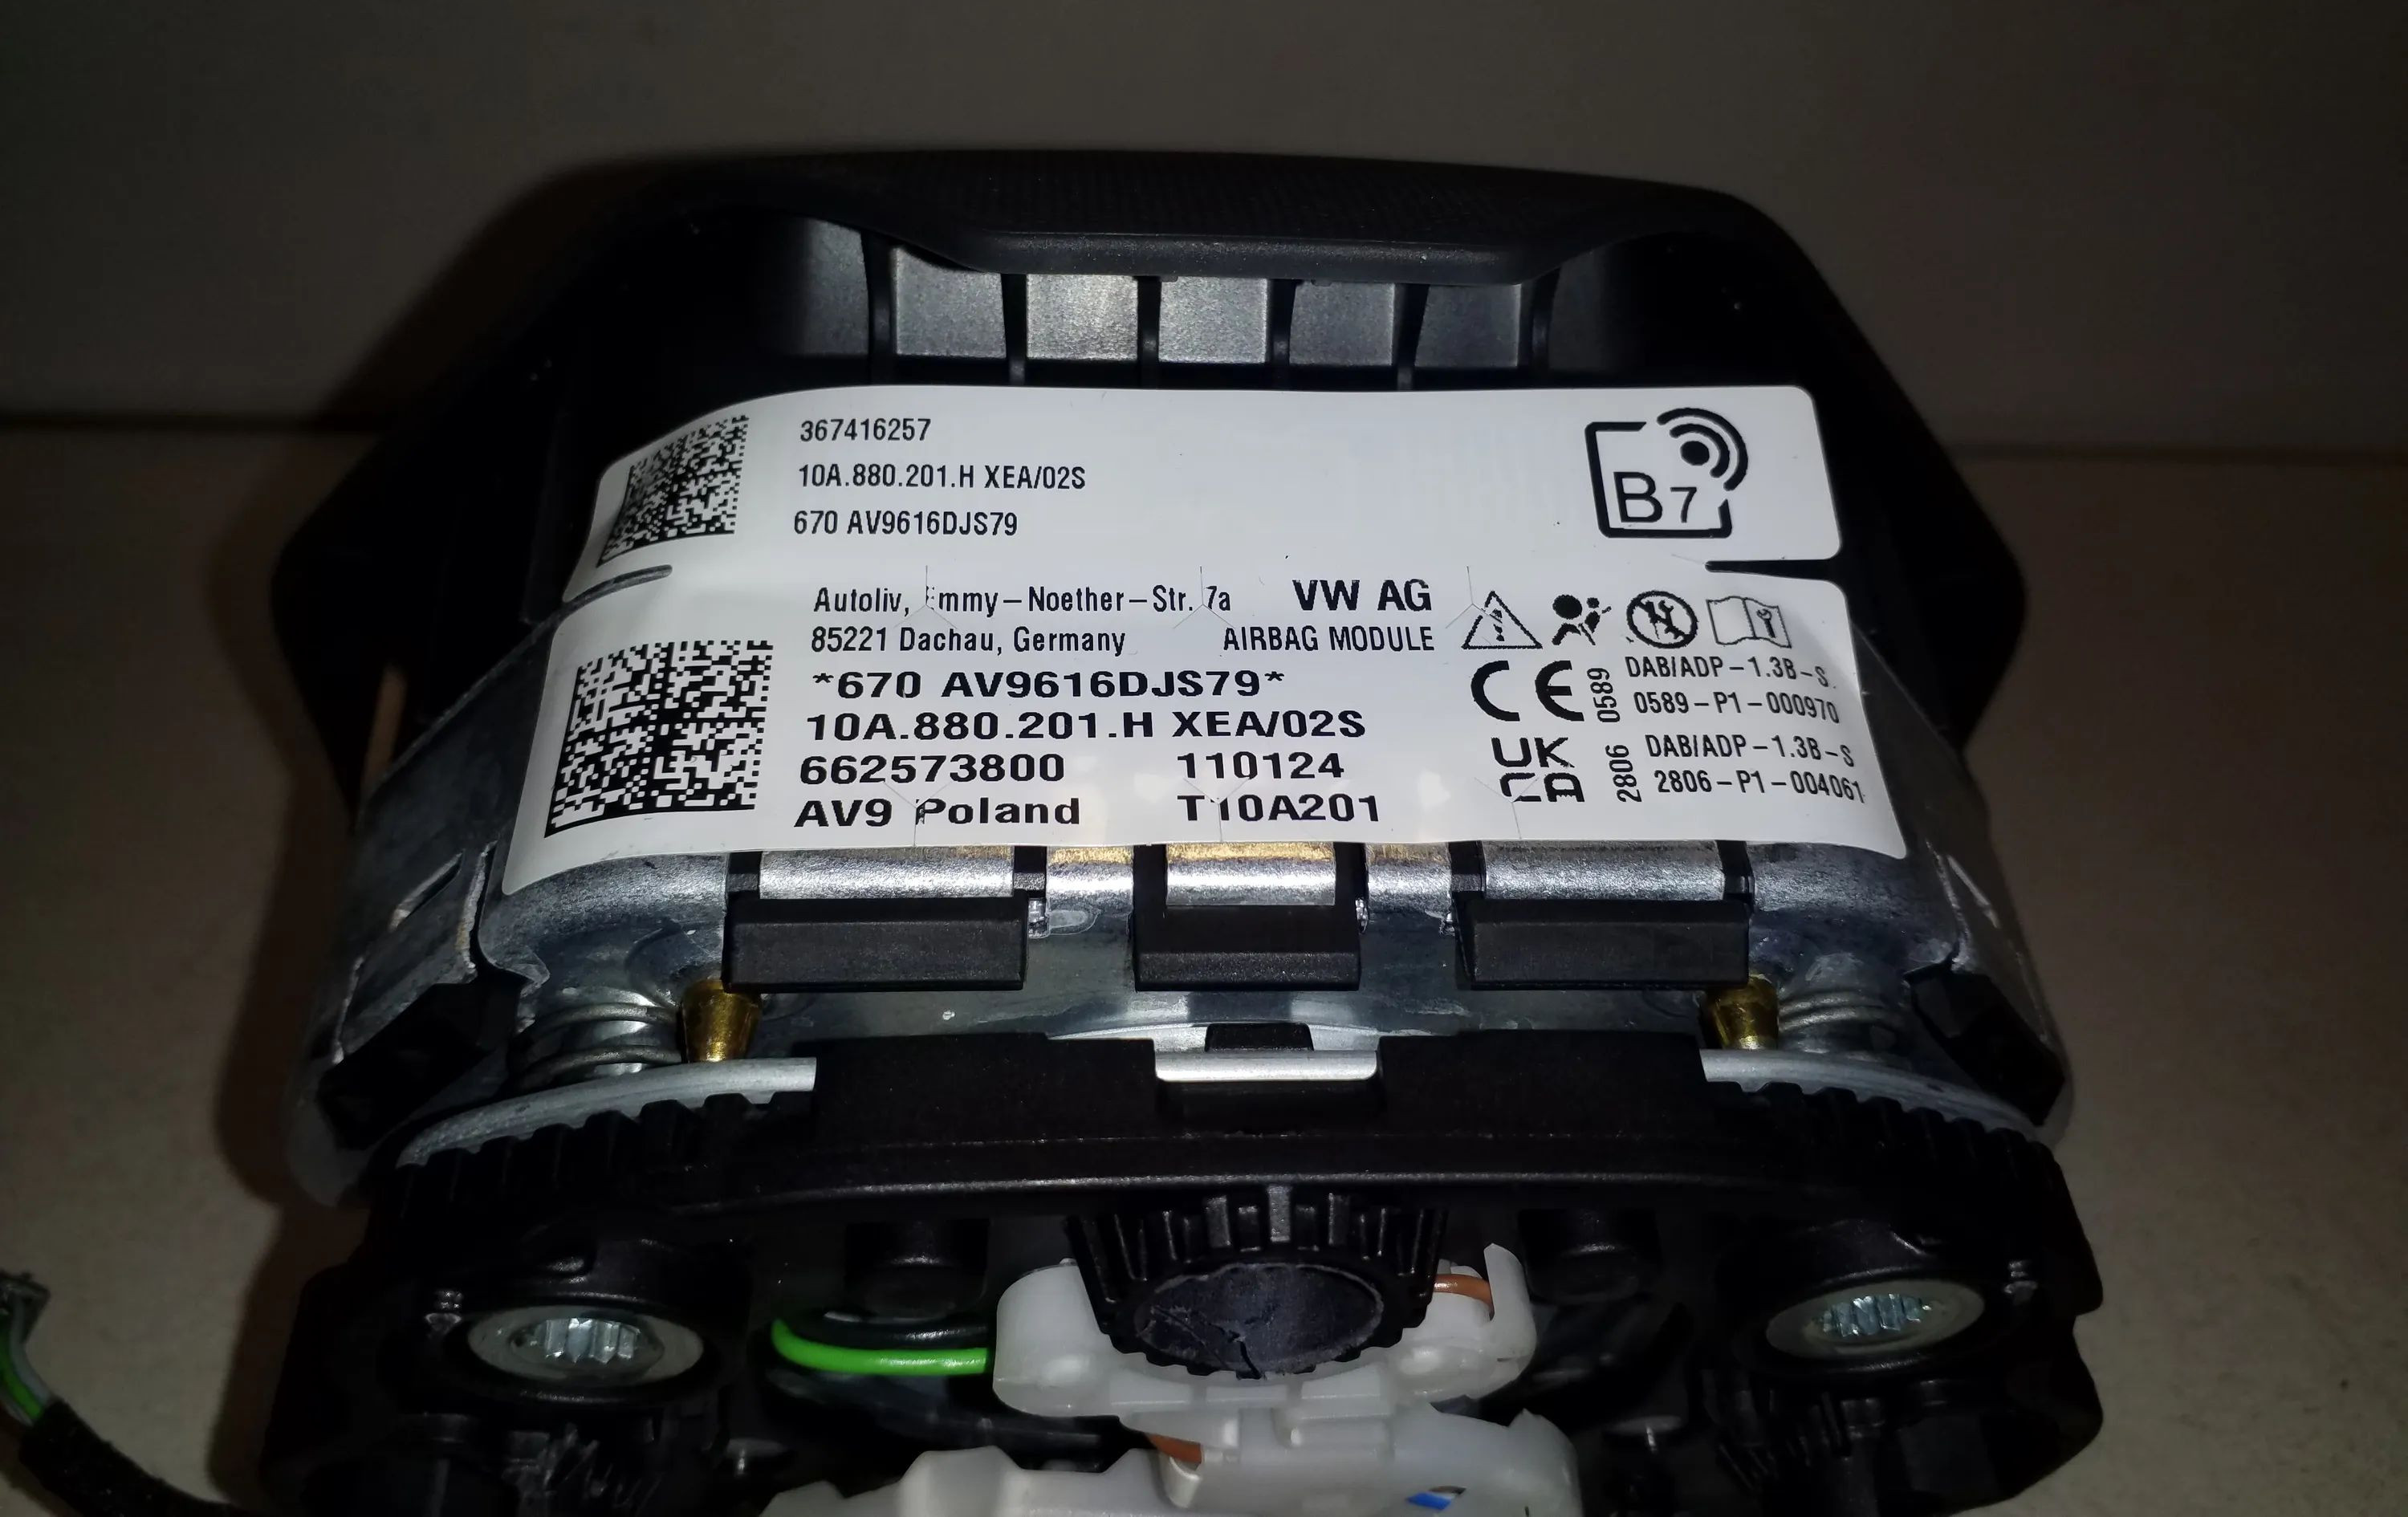 367416257
10A.880.201.H XEA/02S
670 AV9616DJS79
B7
Autoliv, Emmy-Noether-Str. 7a
85221 Dachau, Germany
VW AG
AIRBAG MODULE
*670 AV9616DJS79*
10A.880.201.H XEA/02S
662573800 110124
AV9 Poland T10A201
CE 0589
DAB/ADP-1.3B-S.
0589-P1-000970
UK CA 2806
DAB/ADP-1.3B-S
2806-P1-004061